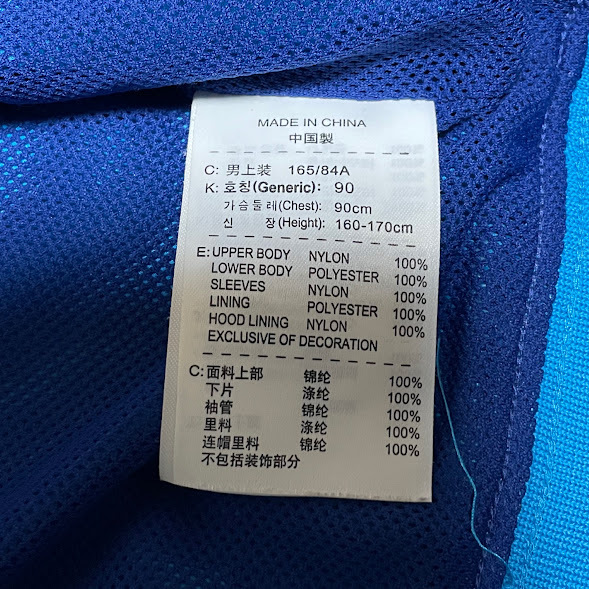 MADE IN CHINA
中国製
C: 男上装 165/84A
K: 호칭(Generic): 90
가슴둘레(Chest): 90cm
신 장(Height): 160-170cm
E: UPPER BODY NYLON 100%
LOWER BODY POLYESTER 100%
SLEEVES NYLON 100%
LINING POLYESTER 100%
HOOD LINING NYLON 100%
EXCLUSIVE OF DECORATION
C: 面料上部 锦纶 100%
下片 涤纶 100%
袖管 锦纶 100%
里料 涤纶 100%
连帽里料 锦纶 100%
不包括装饰部分